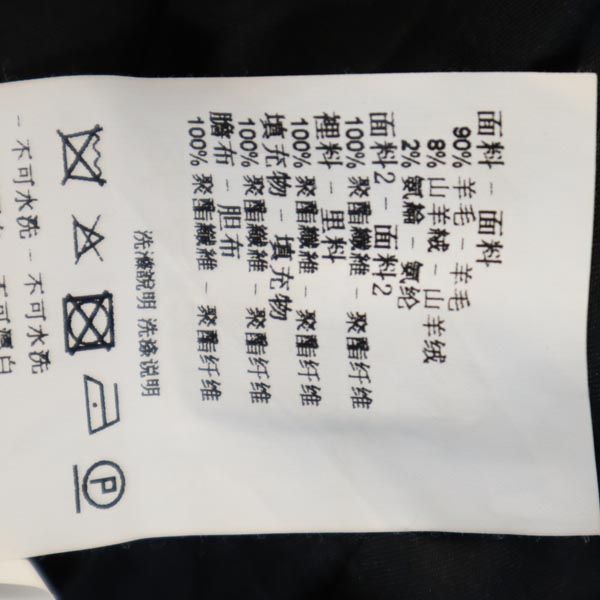 面料 - 面料
90% 羊毛 - 羊毛
8% 山羊絨 - 山羊绒
2% 氨綸 - 氨纶
面料2 - 面料2
100% 聚酯纖維 - 聚酯纤维
裡料 - 里料
100% 聚酯纖維 - 聚酯纤维
填充物 - 填充物
100% 聚酯纖維 - 聚酯纤维
膽布 - 胆布
100% 聚酯纖維 - 聚酯纤维
洗滌說明 洗涤说明
P
- 不可水洗 - 不可水洗
不可漂白